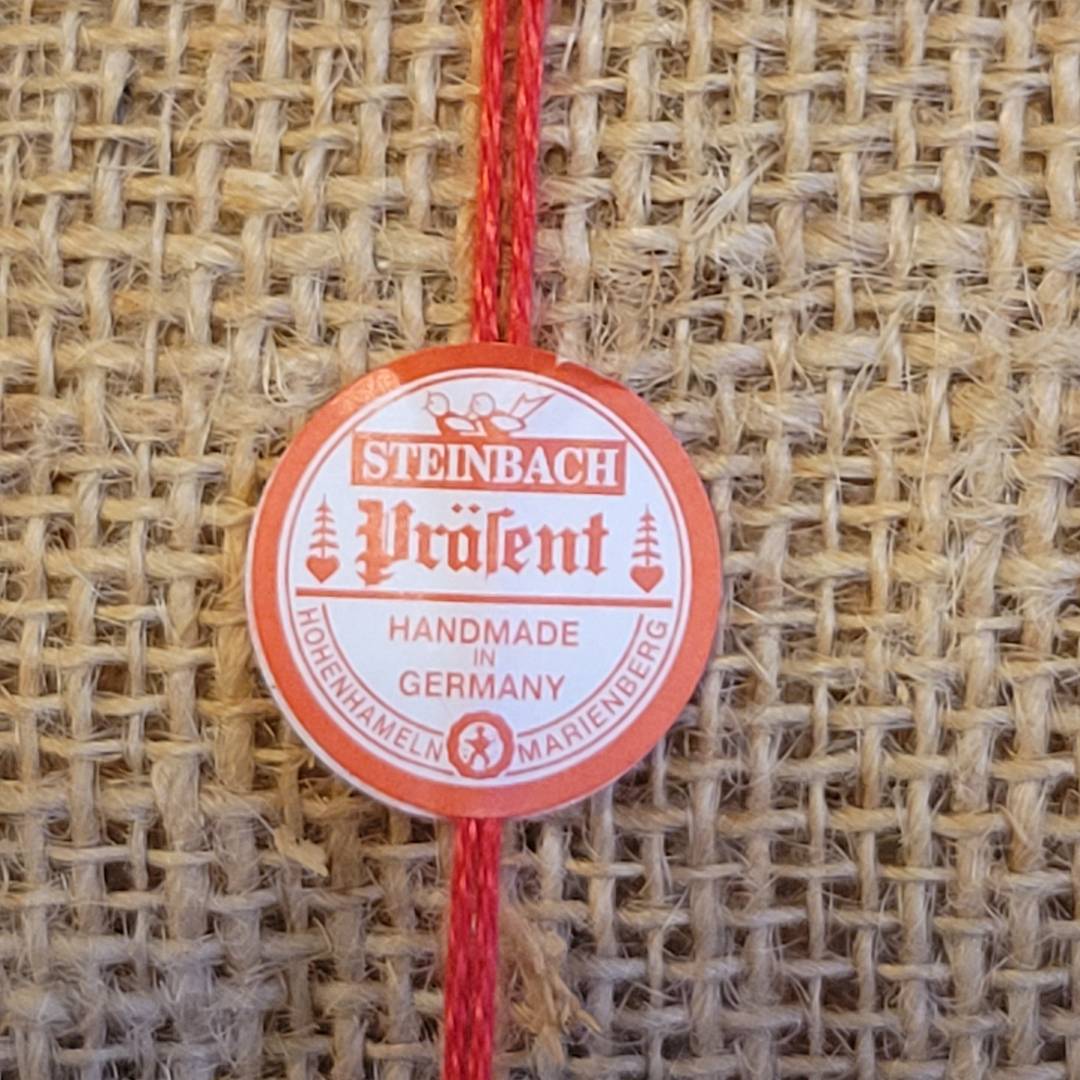 STEINBACH
Präſent
HANDMADE
IN
GERMANY
HOHENHAMELN MARIENBERG